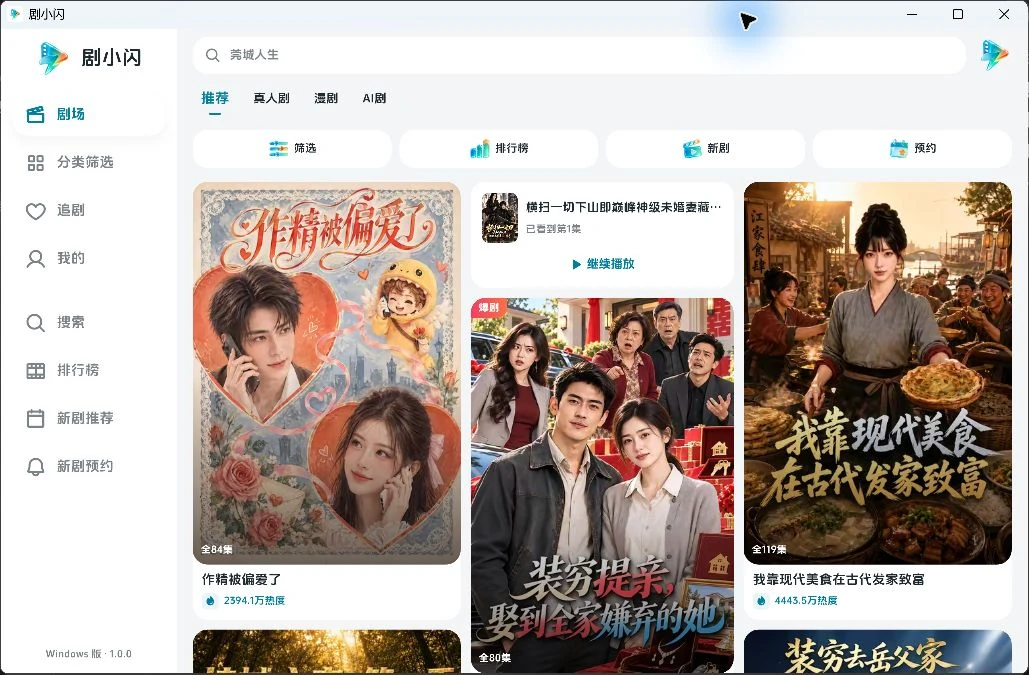 剧小闪
剧小闪
莞城人生
推荐
真人剧
漫剧
AI剧
剧场
分类筛选
追剧
我的
搜索
排行榜
新剧推荐
新剧预约
Windows 版 · 1.0.0
筛选
排行榜
新剧
预约
作精被偏爱了
全84集
作精被偏爱了
2394.1万热度
横扫一切下山即巅峰神级未婚妻藏…
已看到第1集
继续播放
爆剧
装穷提亲，
娶到全家嫌弃的她
全80集
江家食肆
我靠现代美食
在古代发家致富
全119集
我靠现代美食在古代发家致富
4443.5万热度
装穷去岳父家